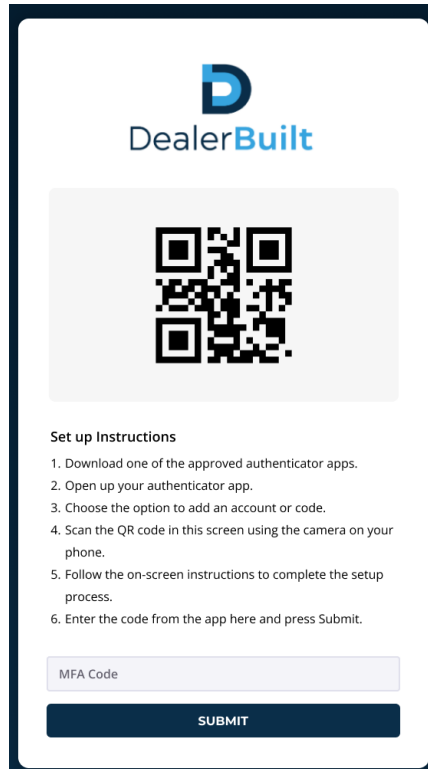 DealerBuilt
Set up Instructions
1. Download one of the approved authenticator apps.
2. Open up your authenticator app.
3. Choose the option to add an account or code.
4. Scan the QR code in this screen using the camera on your
phone.
5. Follow the on-screen instructions to complete the setup
process.
6. Enter the code from the app here and press Submit.
MFA Code
SUBMIT